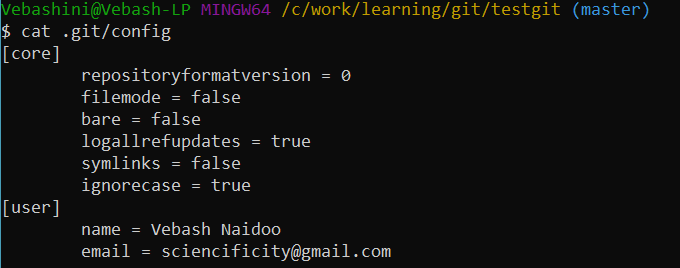 Vebashini@Vebash-LP MINGW64 /c/work/learning/git/testgit (master)
$ cat .git/config
[core]
        repositoryformatversion = 0
        filemode = false
        bare = false
        logallrefupdates = true
        symlinks = false
        ignorecase = true
[user]
        name = Vebash Naidoo
        email = sciencificity@gmail.com